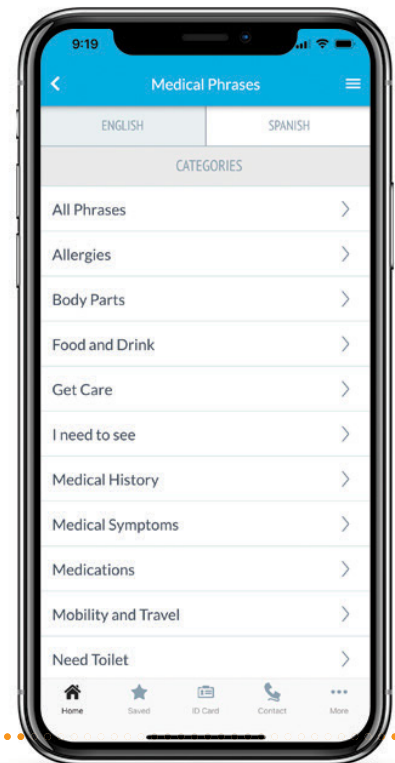 9:19
Medical Phrases
ENGLISH SPANISH
CATEGORIES
All Phrases
Allergies
Body Parts
Food and Drink
Get Care
I need to see
Medical History
Medical Symptoms
Medications
Mobility and Travel
Need Toilet
Home Saved ID Card Contact More